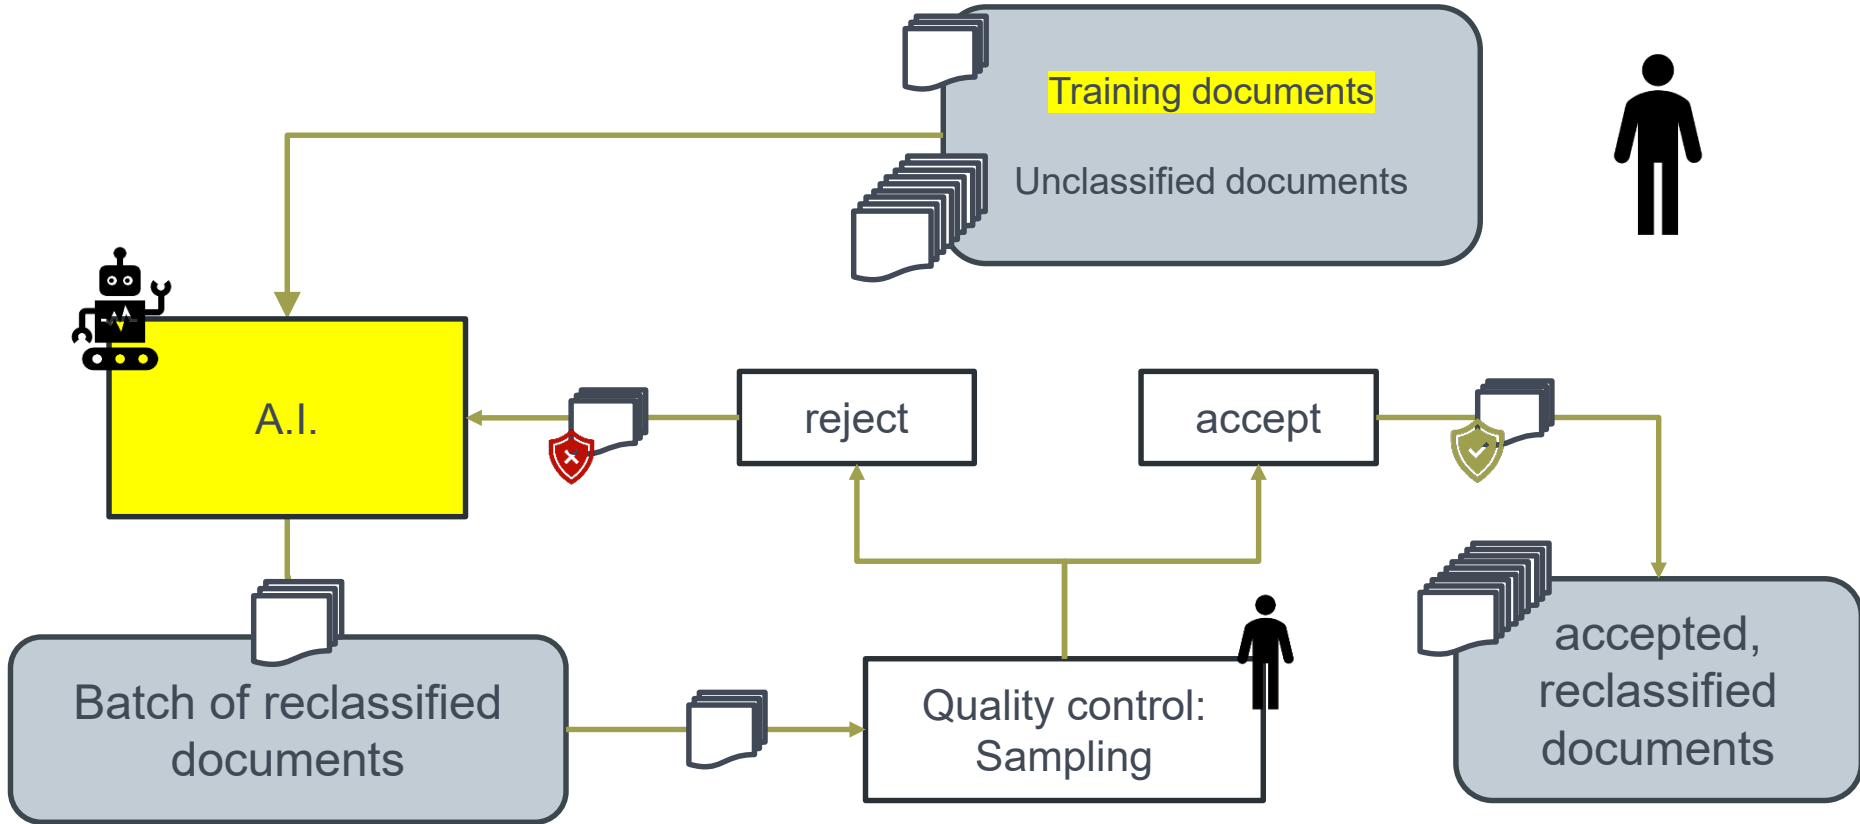 Training documents
Unclassified documents
A.I.
reject
accept
Batch of reclassified
documents
Quality control:
Sampling
accepted,
reclassified
documents